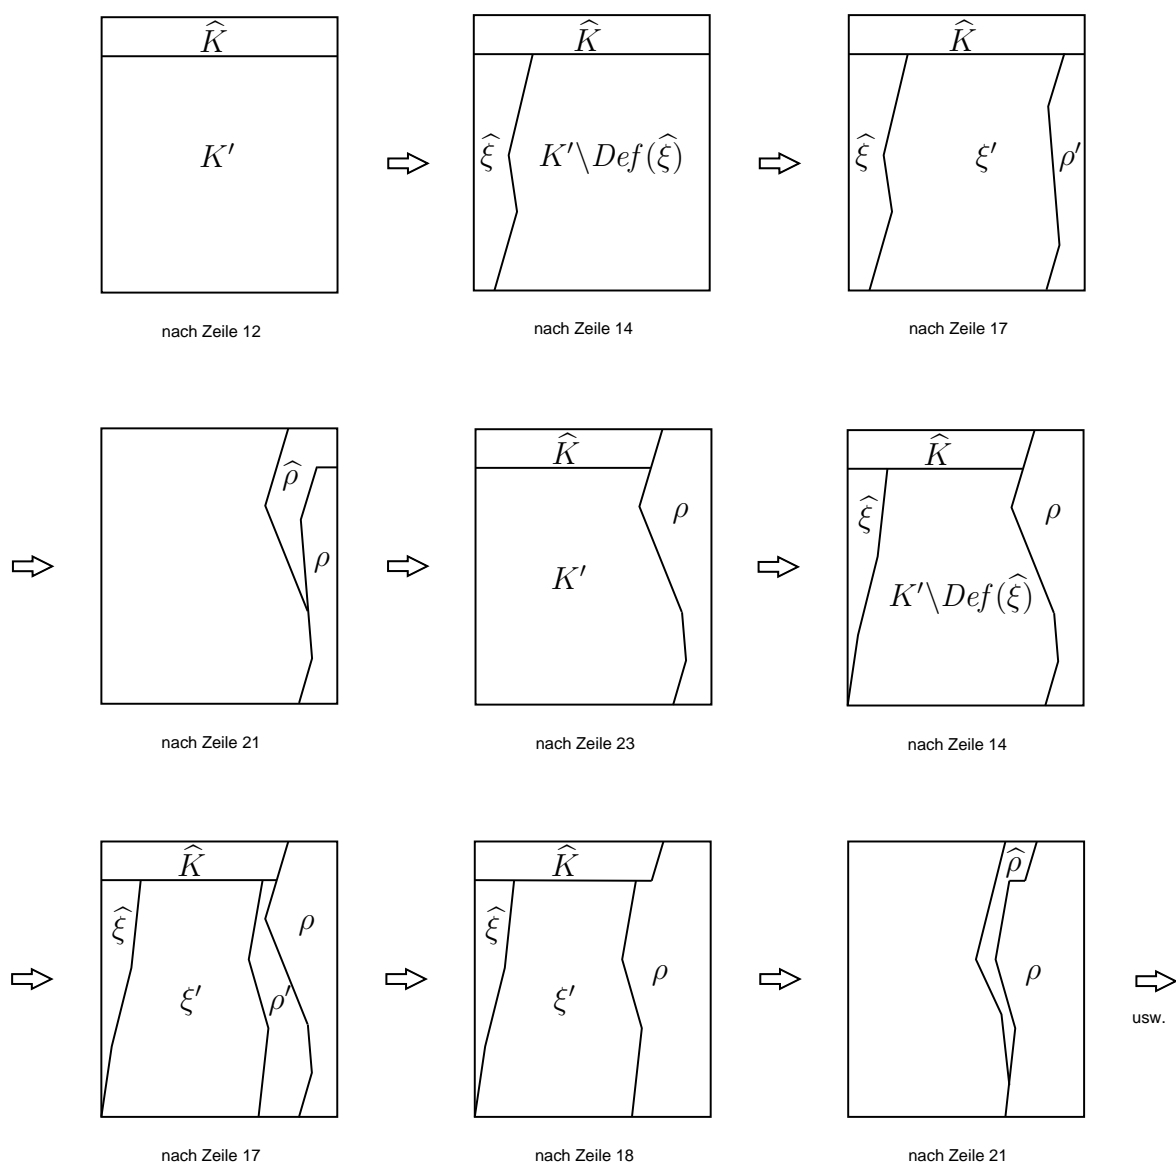 K̂ K̂ K̂
K′ ξ̂ K′\Def(ξ̂) ξ̂ ξ′ ρ′
nach Zeile 12 nach Zeile 14 nach Zeile 17
K̂ K̂
ρ̂ ρ ξ̂ ρ
ρ K′ K′\Def(ξ̂)
nach Zeile 21 nach Zeile 23 nach Zeile 14
K̂ K̂ ρ̂
ξ̂ ρ ξ̂
ξ′ ρ′ ξ′ ρ ρ
usw.
nach Zeile 17 nach Zeile 18 nach Zeile 21